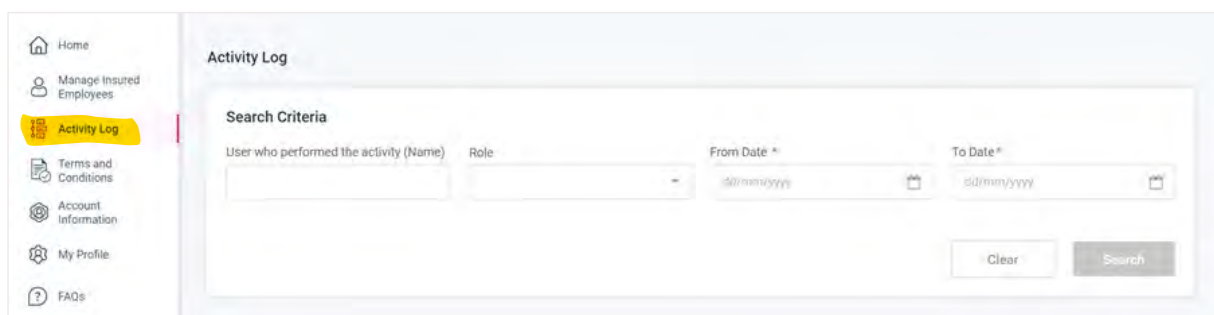 Home
Manage Insured
Employees
Activity Log
Terms and
Conditions
Account
Information
My Profile
? FAQs
Activity Log
Search Criteria
User who performed the activity (Name)
Role
From Date *
To Date*
dd/mm/yyyy
dd/mm/yyyy
Clear
Search